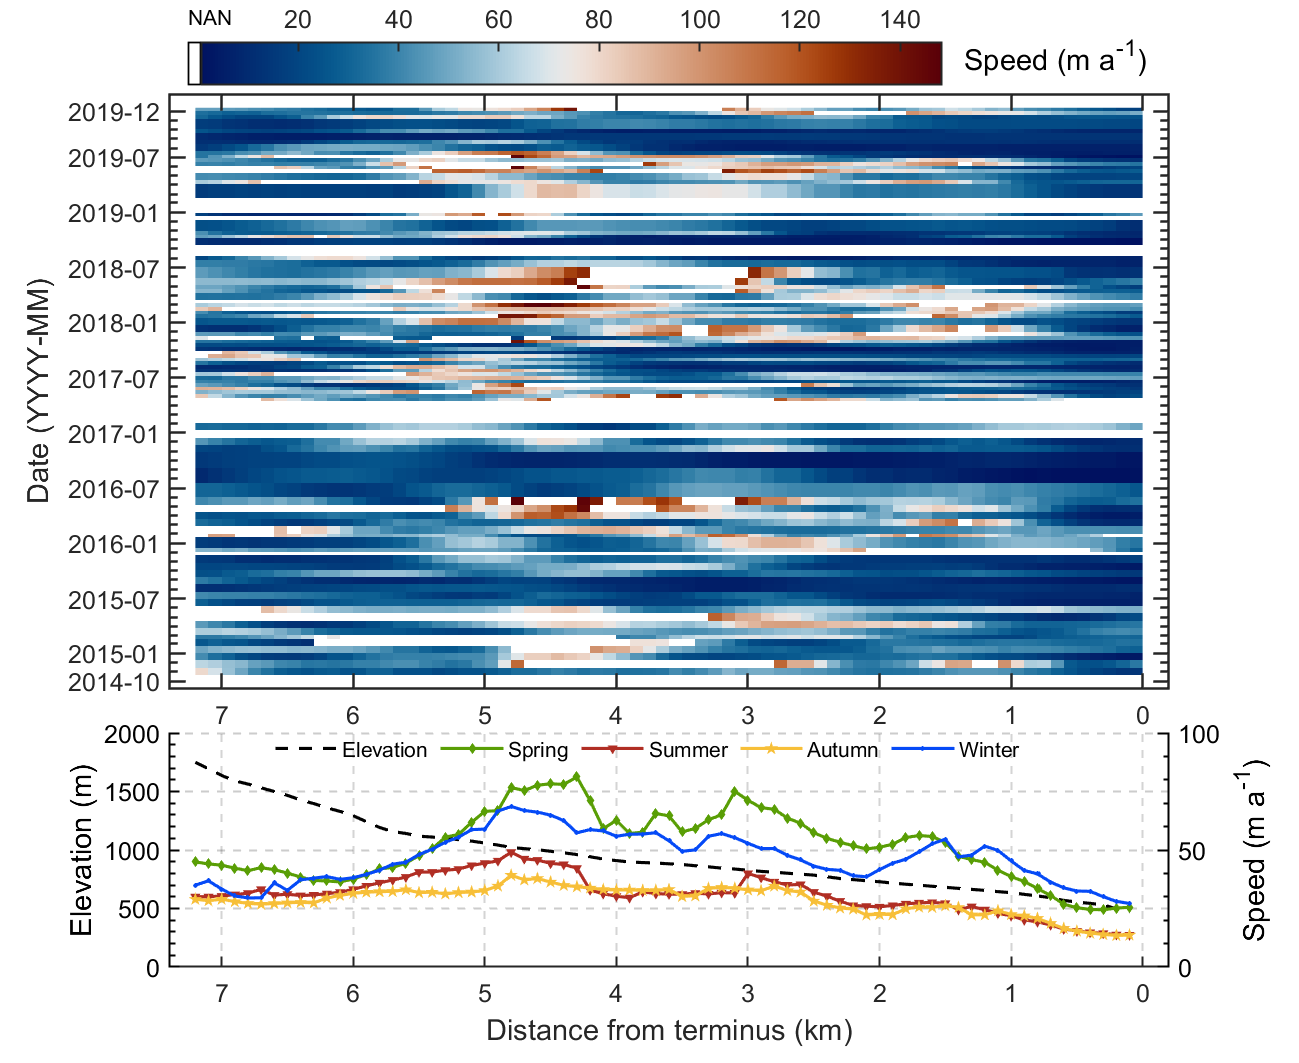 NAN 20 40 60 80 100 120 140
Speed (m a-1)
Date (YYYY-MM)
2019-12
2019-07
2019-01
2018-07
2018-01
2017-07
2017-01
2016-07
2016-01
2015-07
2015-01
2014-10
7 6 5 4 3 2 1 0
Elevation (m)
2000
1500
1000
500
0
Elevation Spring Summer Autumn Winter
100
50
0
Speed (m a-1)
7 6 5 4 3 2 1 0
Distance from terminus (km)